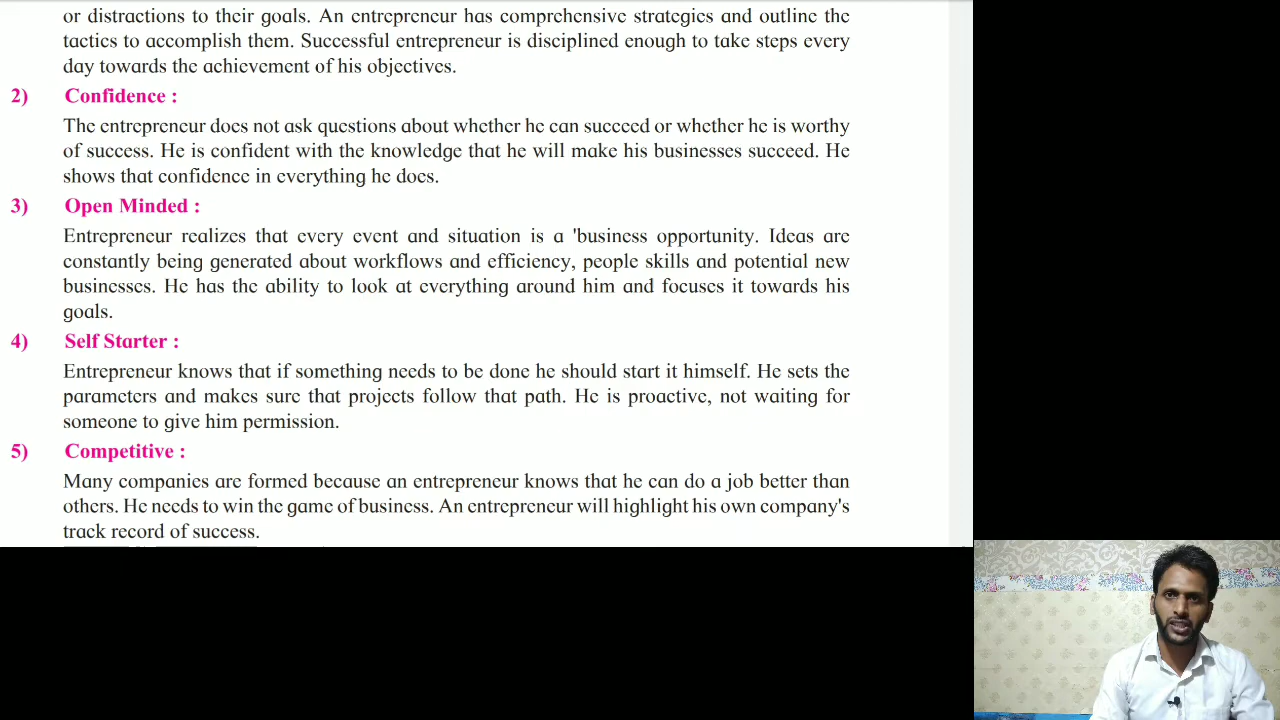 or distractions to their goals. An entrepreneur has comprehensive strategies and outline the
tactics to accomplish them. Successful entrepreneur is disciplined enough to take steps every
day towards the achievement of his objectives.
2) Confidence :
The entrepreneur does not ask questions about whether he can succeed or whether he is worthy
of success. He is confident with the knowledge that he will make his businesses succeed. He
shows that confidence in everything he does.
3) Open Minded :
Entrepreneur realizes that every event and situation is a 'business opportunity. Ideas are
constantly being generated about workflows and efficiency, people skills and potential new
businesses. He has the ability to look at everything around him and focuses it towards his
goals.
4) Self Starter :
Entrepreneur knows that if something needs to be done he should start it himself. He sets the
parameters and makes sure that projects follow that path. He is proactive, not waiting for
someone to give him permission.
5) Competitive :
Many companies are formed because an entrepreneur knows that he can do a job better than
others. He needs to win the game of business. An entrepreneur will highlight his own company's
track record of success.